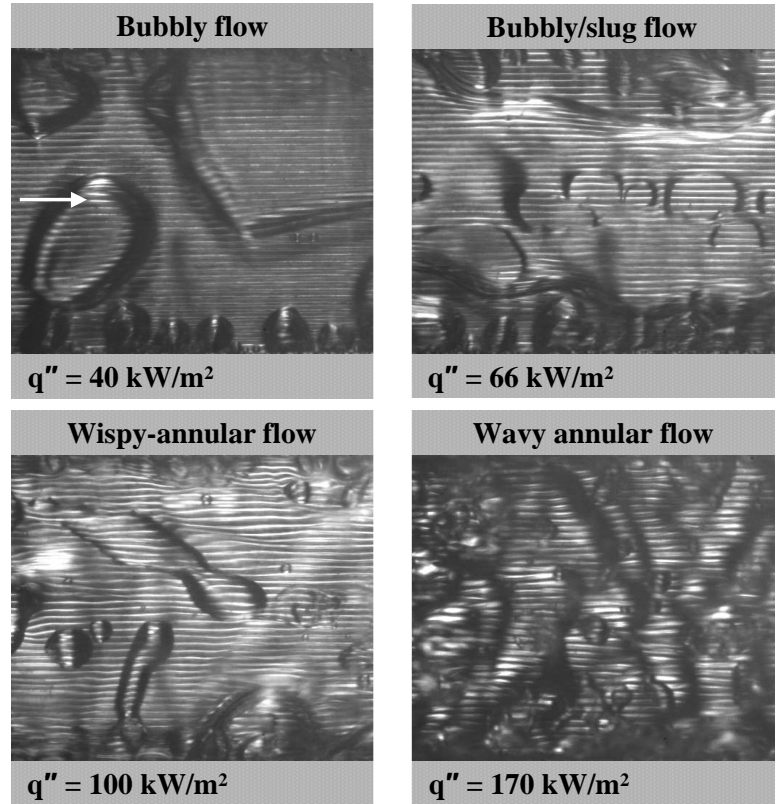 Bubbly flow
q″ = 40 kW/m²
Bubbly/slug flow
q″ = 66 kW/m²
Wispy-annular flow
q″ = 100 kW/m²
Wavy annular flow
q″ = 170 kW/m²